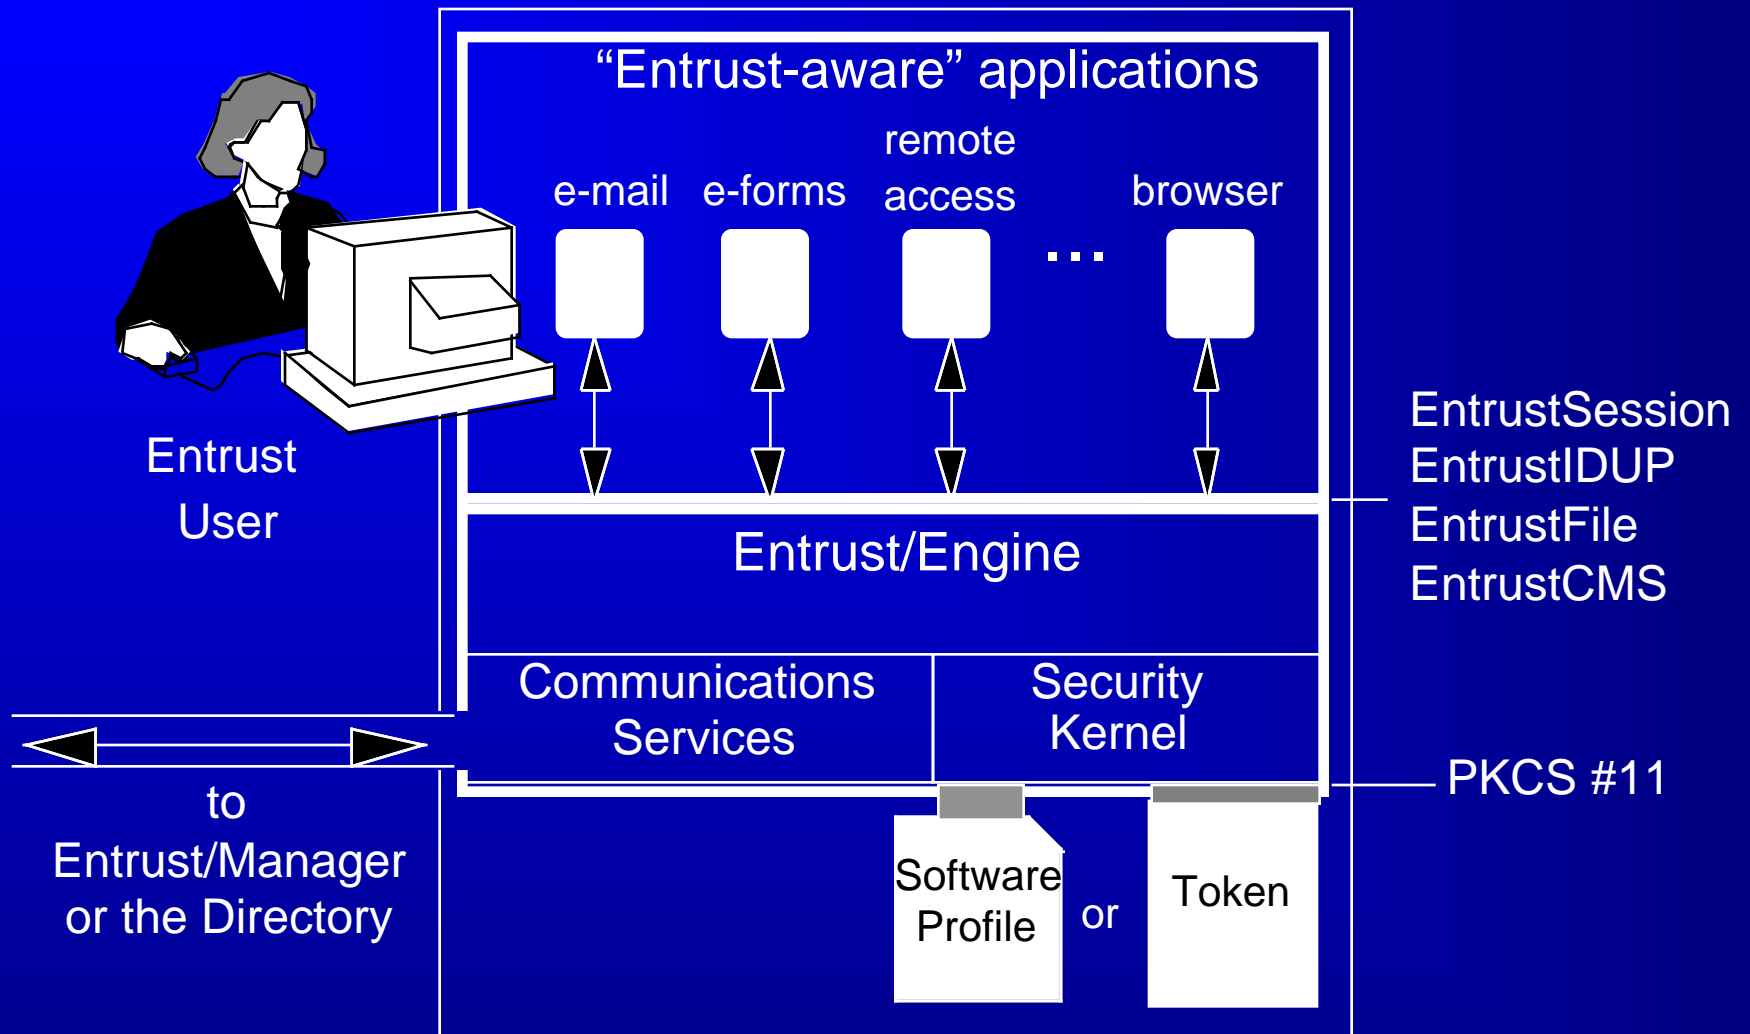 “Entrust-aware” applications
e-mail
e-forms
remote
access
browser
...
Entrust
User
EntrustSession
EntrustIDUP
EntrustFile
EntrustCMS
Entrust/Engine
Communications
Services
Security
Kernel
PKCS #11
to
Entrust/Manager
or the Directory
Software
Profile
or
Token